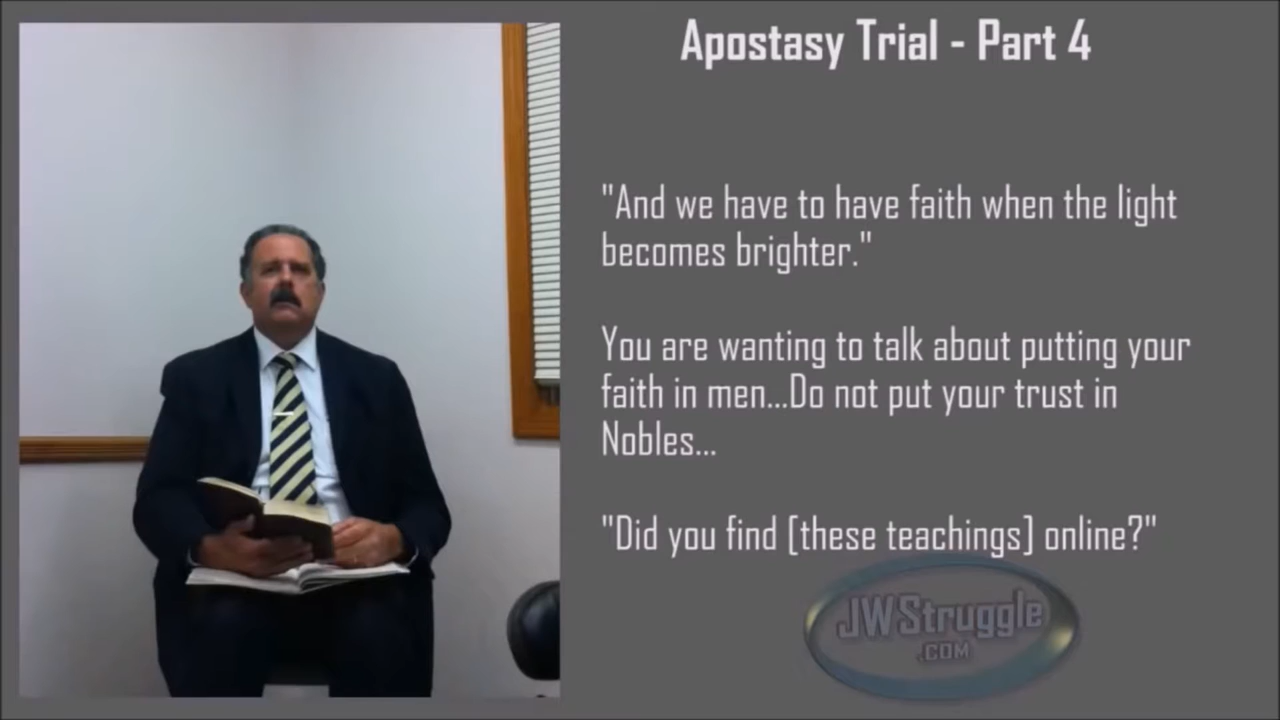 Apostasy Trial - Part 4
"And we have to have faith when the light
becomes brighter."
You are wanting to talk about putting your
faith in men...Do not put your trust in
Nobles...
"Did you find [these teachings] online?"
JWStruggle
.COM